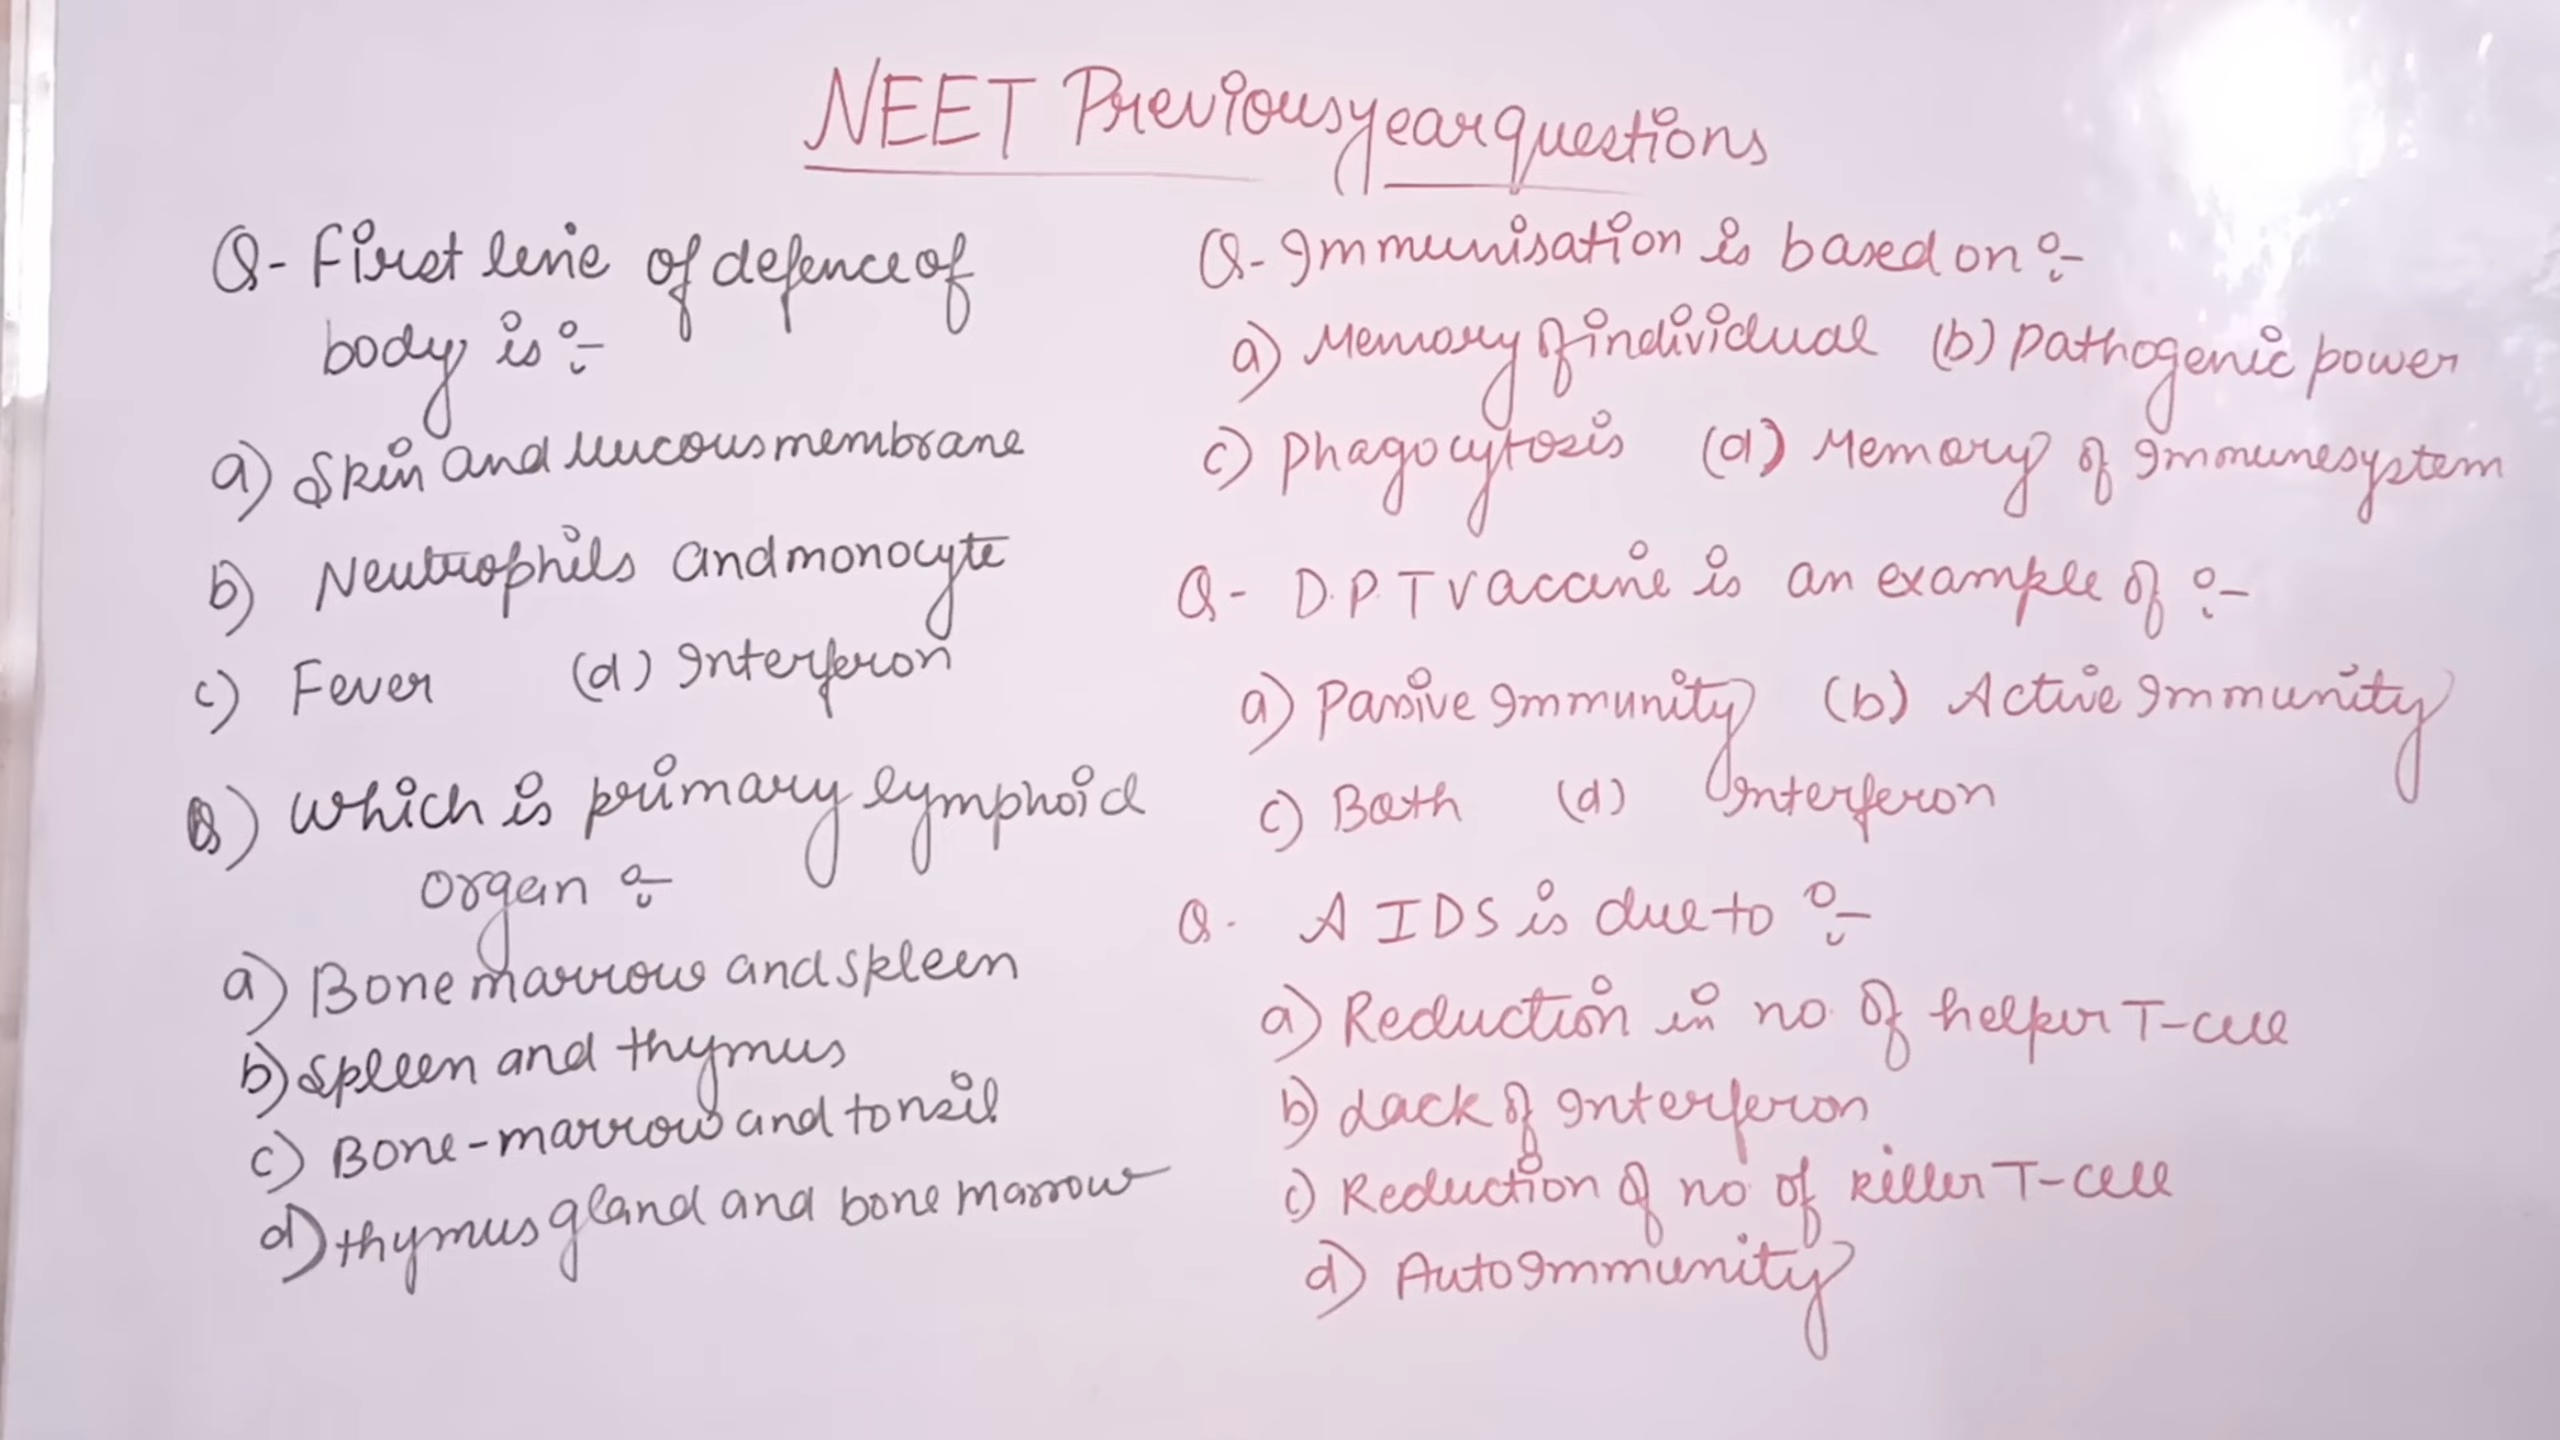 NEET Previous year questions
Q- First line of defence of
body is :-
a) Skin and Mucous membrane
b) Neutrophils and monocyte
c) Fever (d) Interferon
Q) Which is primary lymphoid
organ :-
a) Bone marrow and spleen
b) Spleen and thymus
c) Bone-marrow and tonsil
d) thymus gland and bone marrow
Q- Immunisation is based on :-
a) Memory of individual (b) Pathogenic power
c) Phagocytosis (d) Memory of Immune system
Q- D.P.T vaccine is an example of :-
a) Passive Immunity (b) Active Immunity
c) Both (d) Interferon
Q- AIDS is due to :-
a) Reduction in no. of helper T-cell
b) Lack of Interferon
c) Reduction of no of killer T-cell
d) Auto Immunity